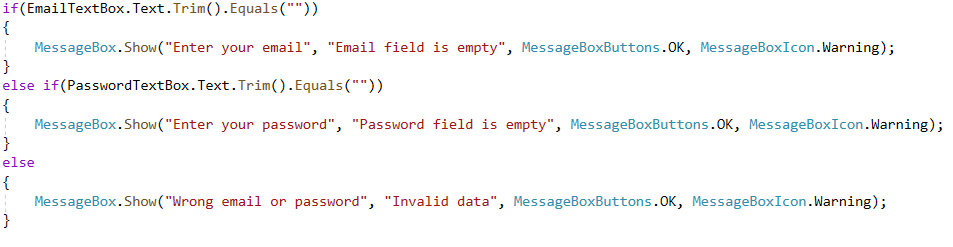 if(EmailTextBox.Text.Trim().Equals(""))
{
MessageBox.Show("Enter your email", "Email field is empty", MessageBoxButtons.OK, MessageBoxIcon.Warning);
}
else if(PasswordTextBox.Text.Trim().Equals(""))
{
MessageBox.Show("Enter your password", "Password field is empty", MessageBoxButtons.OK, MessageBoxIcon.Warning);
}
else
{
MessageBox.Show("Wrong email or password", "Invalid data", MessageBoxButtons.OK, MessageBoxIcon.Warning);
}